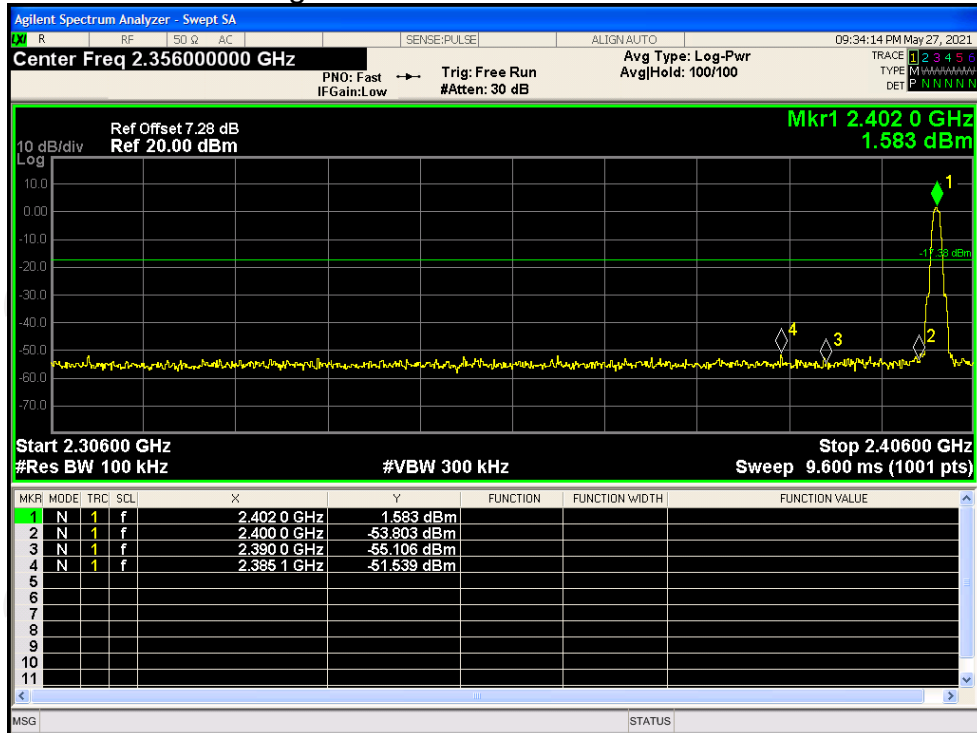 Agilent Spectrum Analyzer - Swept SA
LXI R RF 50 Ω AC SENSE:PULSE ALIGN AUTO 09:34:14 PM May 27, 2021
Center Freq 2.356000000 GHz
PNO: Fast Trig: Free Run Avg Type: Log-Pwr TRACE 1 2 3 4 5 6
IFGain:Low #Atten: 30 dB Avg|Hold: 100/100 TYPE M
DET P N N N N N
Mkr1 2.402 0 GHz
Ref Offset 7.28 dB
10 dB/div Ref 20.00 dBm 1.583 dBm
Log
10.0
0.00
-10.0
-20.0
-30.0
-40.0
-50.0
-60.0
-70.0
1
-17.38 dBm
4
3
2
Start 2.30600 GHz Stop 2.40600 GHz
#Res BW 100 kHz #VBW 300 kHz Sweep 9.600 ms (1001 pts)
MKR MODE TRC SCL X Y FUNCTION FUNCTION WIDTH FUNCTION VALUE
1 N 1 f 2.402 0 GHz 1.583 dBm
2 N 1 f 2.400 0 GHz -53.803 dBm
3 N 1 f 2.390 0 GHz -55.106 dBm
4 N 1 f 2.385 1 GHz -51.539 dBm
5
6
7
8
9
10
11
MSG STATUS